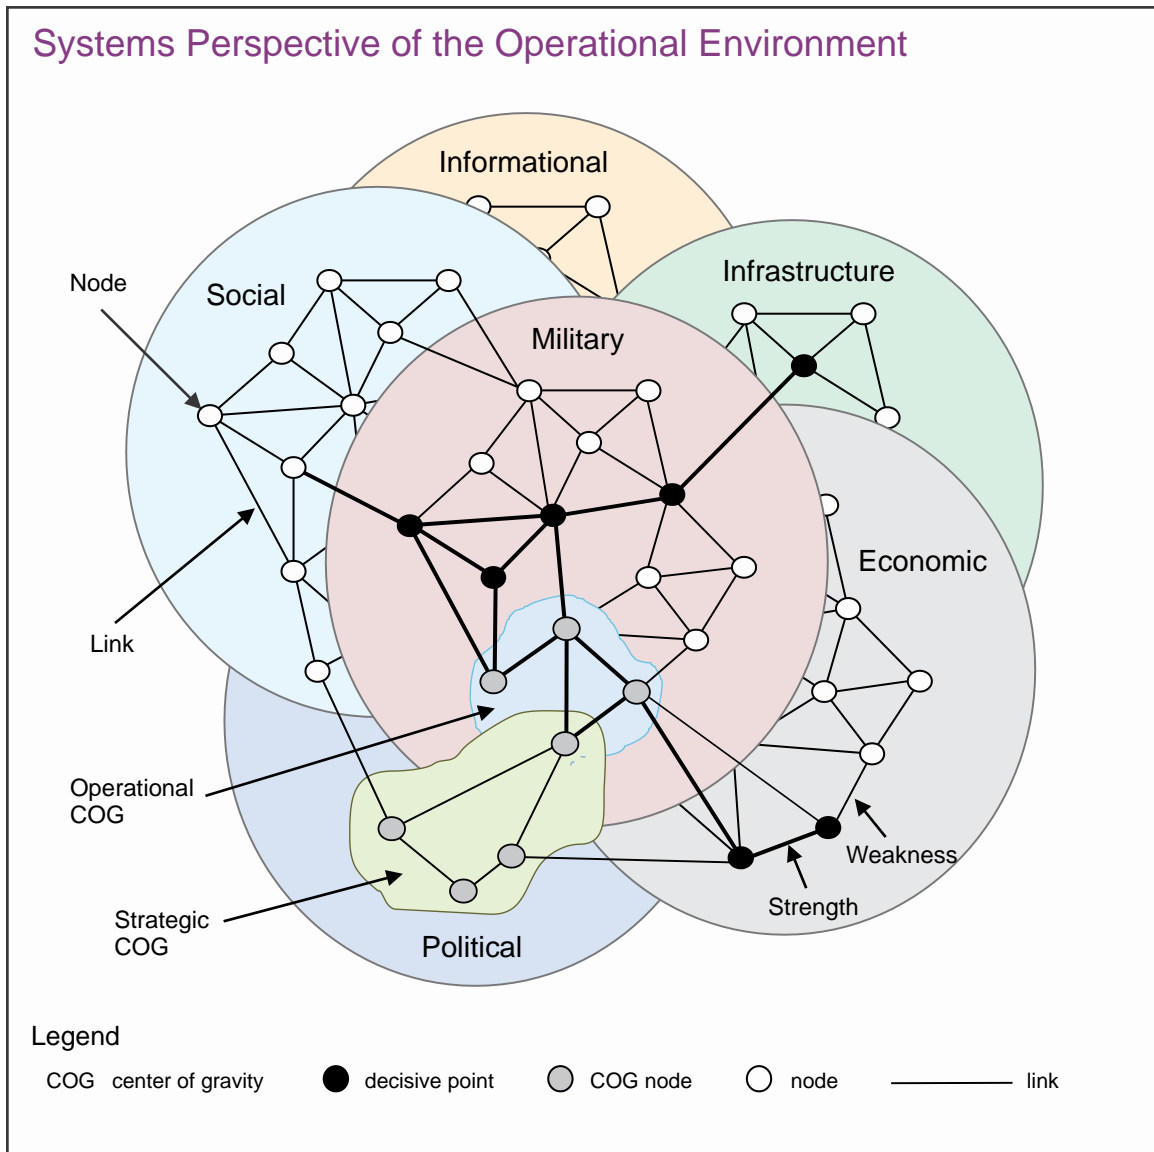 Systems Perspective of the Operational Environment
Informational
Infrastructure
Node
Social
Military
Economic
Link
Operational
COG
Weakness
Strength
Strategic
COG
Political
Legend
COG center of gravity decisive point COG node node link